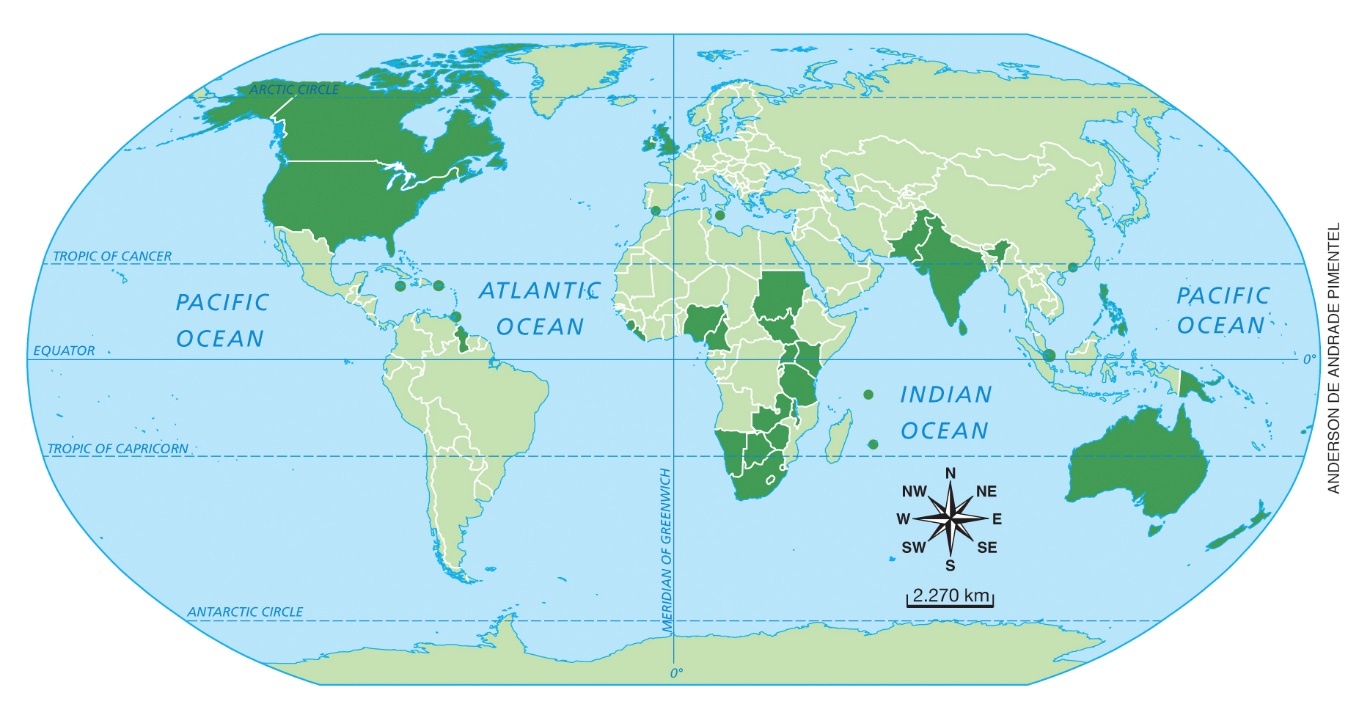 ARCTIC CIRCLE
TROPIC OF CANCER
PACIFIC
OCEAN
ATLANTIC
OCEAN
PACIFIC
OCEAN
EQUATOR
0°
INDIAN
OCEAN
TROPIC OF CAPRICORN
MERIDIAN OF GREENWICH
N
NW
NE
W
E
SW
SE
S
2.270 km
ANTARCTIC CIRCLE
0°
ANDERSON DE ANDRADE PIMENTEL